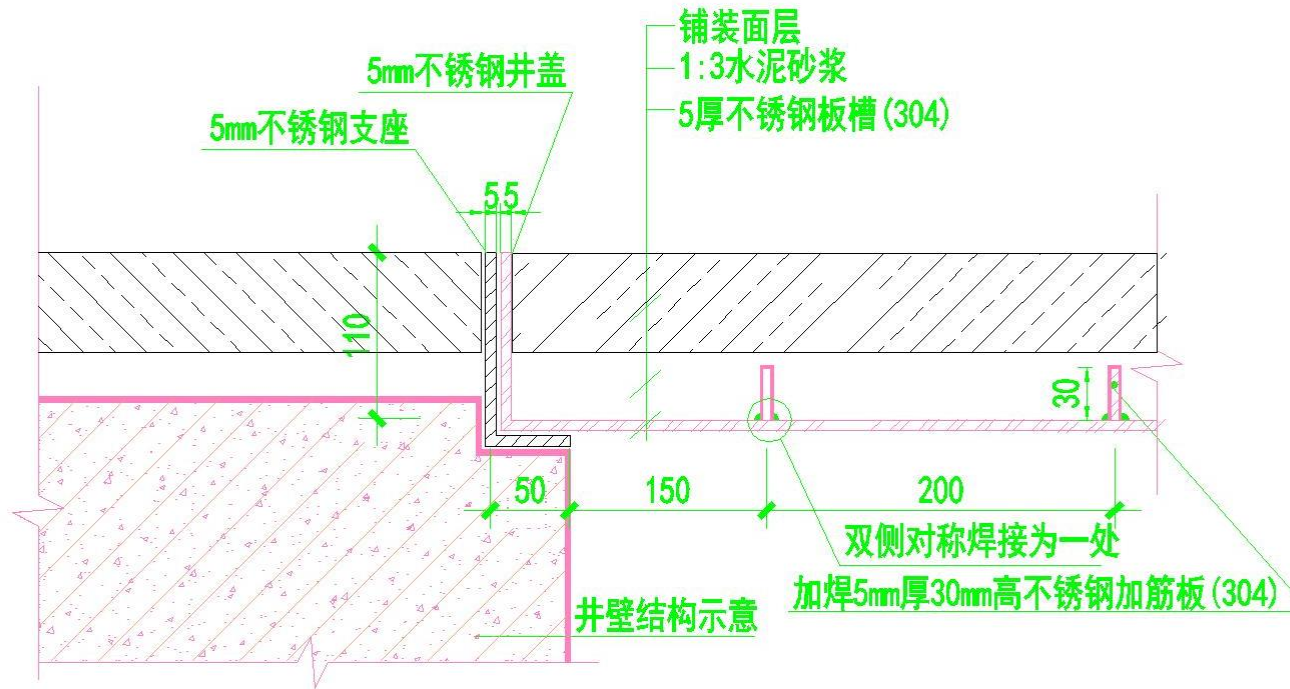 铺装面层
1:3水泥砂浆
5厚不锈钢板槽(304)
5mm不锈钢井盖
5mm不锈钢支座
5 5
110
30
50
150
200
双侧对称焊接为一处
加焊5mm厚30mm高不锈钢加筋板(304)
井壁结构示意